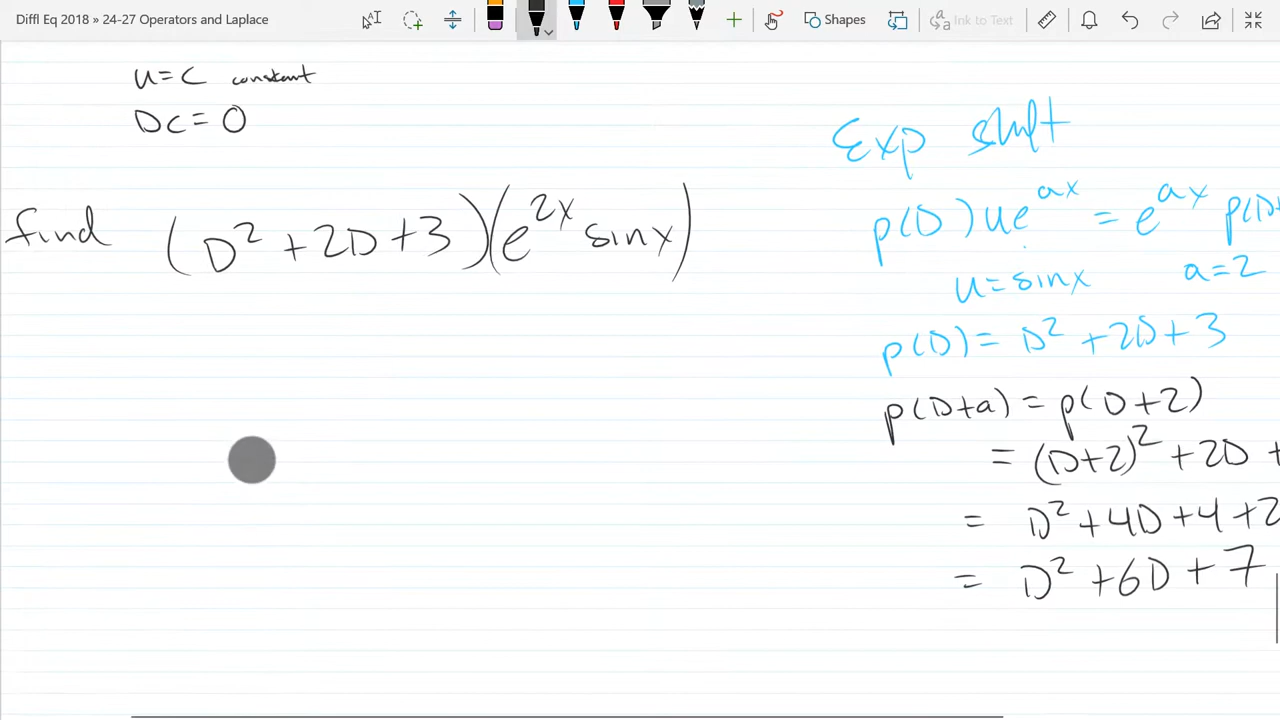 Diffl Eq 2018 » 24-27 Operators and Laplace
Shapes
Ink to Text
u=c constant
Dc=0
find (D² +2D+3)(e^{2x} sinx)
Exp shift
p(D)ue^{ax} = e^{ax} p(D+
u=sinx a=2
p(D)= D² +2D+3
p(D+a) = p(D+2)
= (D+2)² +2D +
= D² +4D +4 +2
= D² +6D + 7